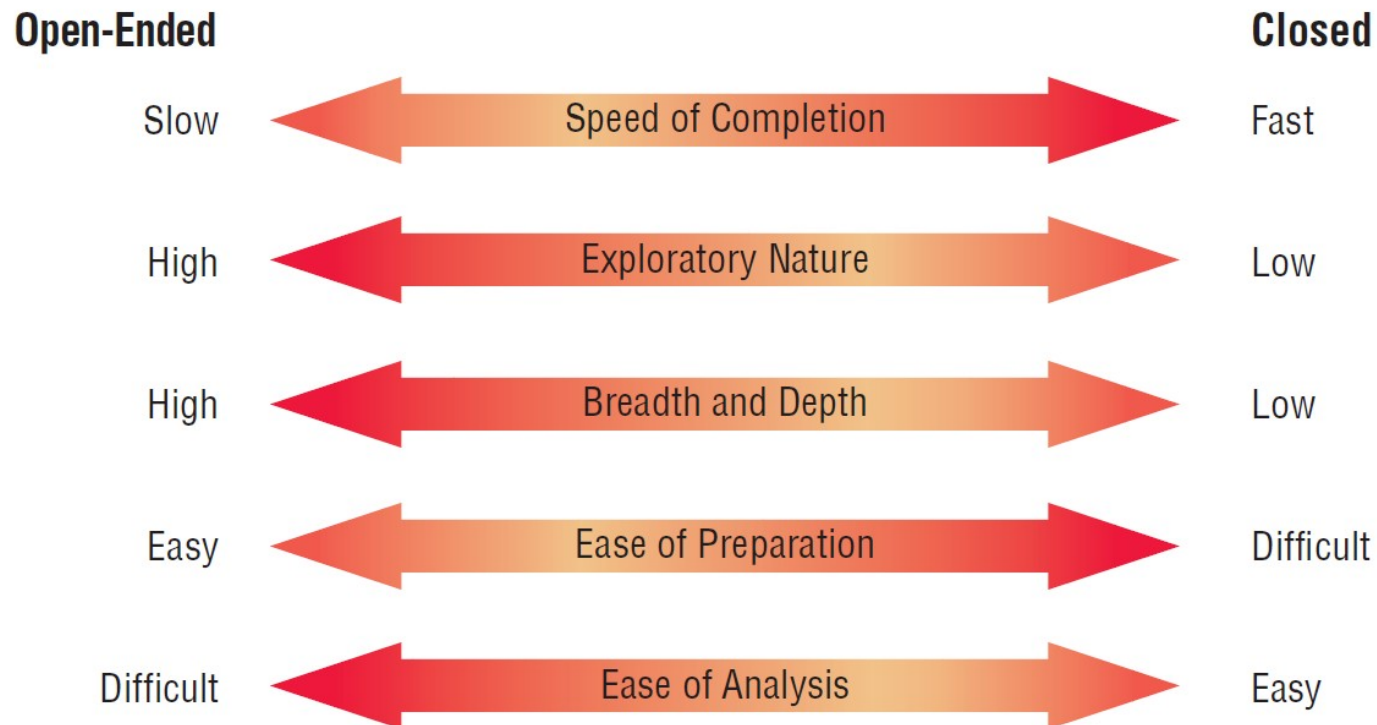 Open-Ended Closed
Slow Speed of Completion Fast
High Exploratory Nature Low
High Breadth and Depth Low
Easy Ease of Preparation Difficult
Difficult Ease of Analysis Easy